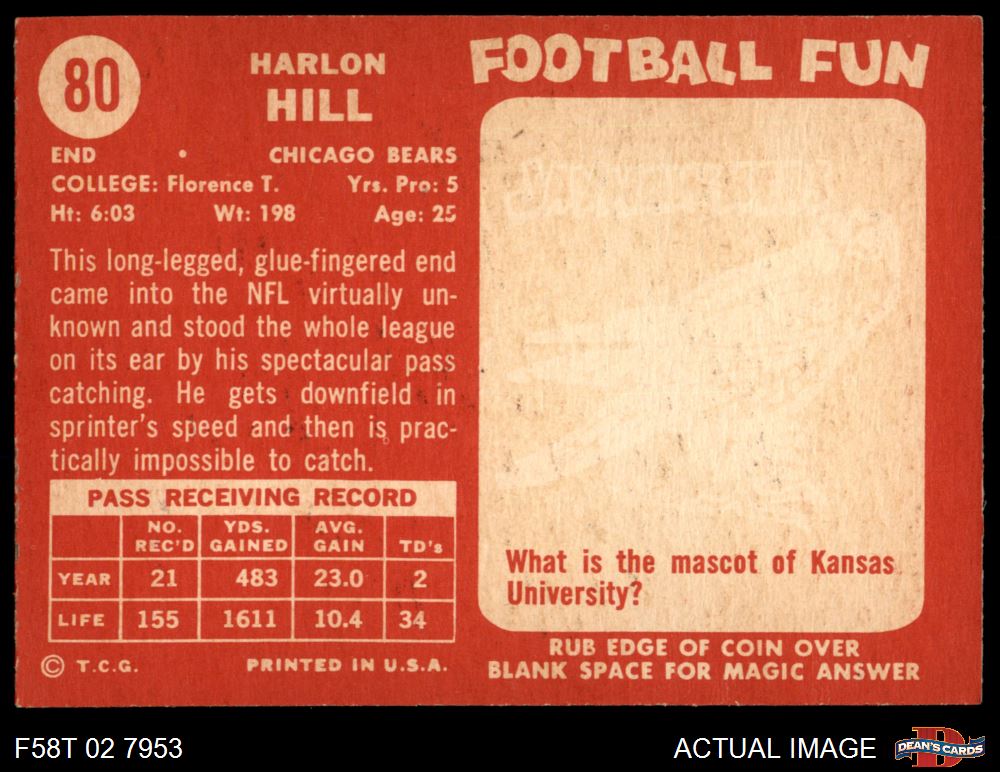 80
HARLON
HILL
END • CHICAGO BEARS
COLLEGE: Florence T. Yrs. Pro: 5
Ht: 6:03 Wt: 198 Age: 25
This long-legged, glue-fingered end
came into the NFL virtually un-
known and stood the whole league
on its ear by his spectacular pass
catching. He gets downfield in
sprinter's speed and then is prac-
tically impossible to catch.
PASS RECEIVING RECORD
NO. REC'D YDS. GAINED AVG. GAIN TD's
YEAR 21 483 23.0 2
LIFE 155 1611 10.4 34
© T.C.G. PRINTED IN U.S.A.
FOOTBALL FUN
What is the mascot of Kansas
University?
RUB EDGE OF COIN OVER
BLANK SPACE FOR MAGIC ANSWER
F58T 02 7953
ACTUAL IMAGE
D
DEAN'S CARDS